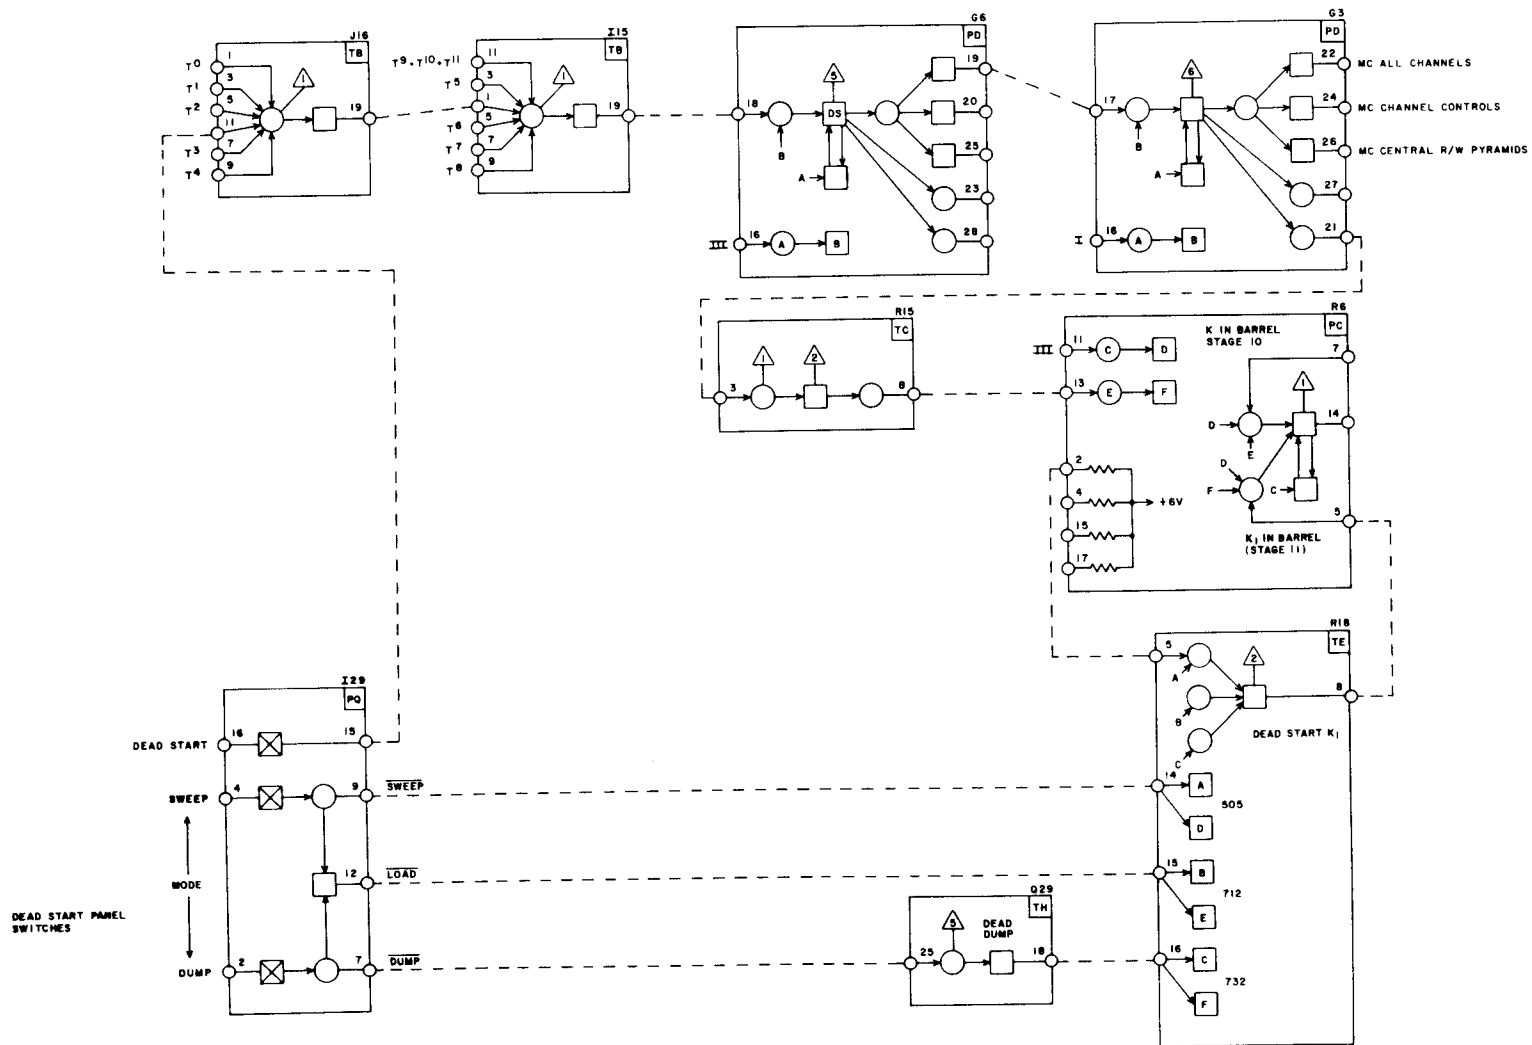 J16
TB
T0
T1
T2
T3
T4
1
3
5
11
7
9
1
19
I15
TB
T9 + T10 + T11
T5
T6
T7
T8
11
3
1
5
7
9
1
19
G6
PD
18
B
5
DS
A
19
20
25
23
28
III
16
A
B
G3
PD
17
B
6
A
22
24
26
27
21
I
16
A
B
MC ALL CHANNELS
MC CHANNEL CONTROLS
MC CENTRAL R/W PYRAMIDS
R15
TC
3
1
2
8
R6
PC
III
11
C
D
13
E
F
K IN BARREL
STAGE 10
7
1
14
D
E
D
F
C
5
K1 IN BARREL
(STAGE 11)
2
4
15
17
+6V
I29
PQ
DEAD START
16
15
SWEEP
4
9
SWEEP
MODE
12
LOAD
DEAD START PANEL
SWITCHES
DUMP
2
7
DUMP
Q29
TH
25
5
DEAD
DUMP
18
R18
TE
5
A
B
C
2
8
DEAD START K1
14
A
505
D
15
B
712
E
16
C
732
F